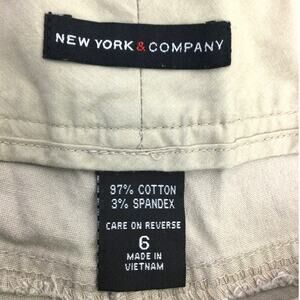 NEW YORK & COMPANY
97% COTTON
3% SPANDEX
CARE ON REVERSE
6
MADE IN
VIETNAM